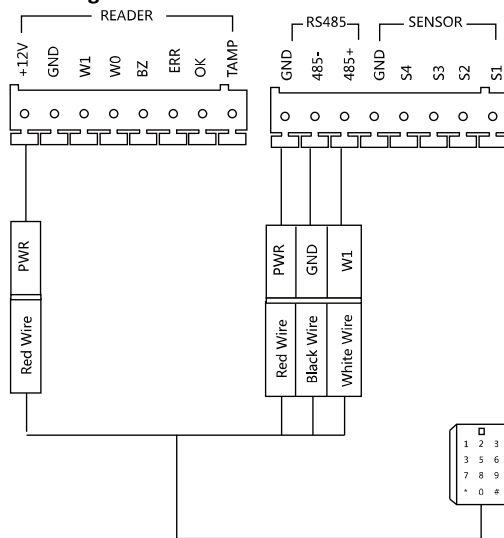 READER
RS485
SENSOR
+12V
GND
W1
W0
BZ
ERR
OK
TAMP
GND
485-
485+
GND
S4
S3
S2
S1
PWR
Red Wire
PWR
GND
W1
Red Wire
Black Wire
White Wire
1 2 3
3 5 6
7 8 9
* 0 #